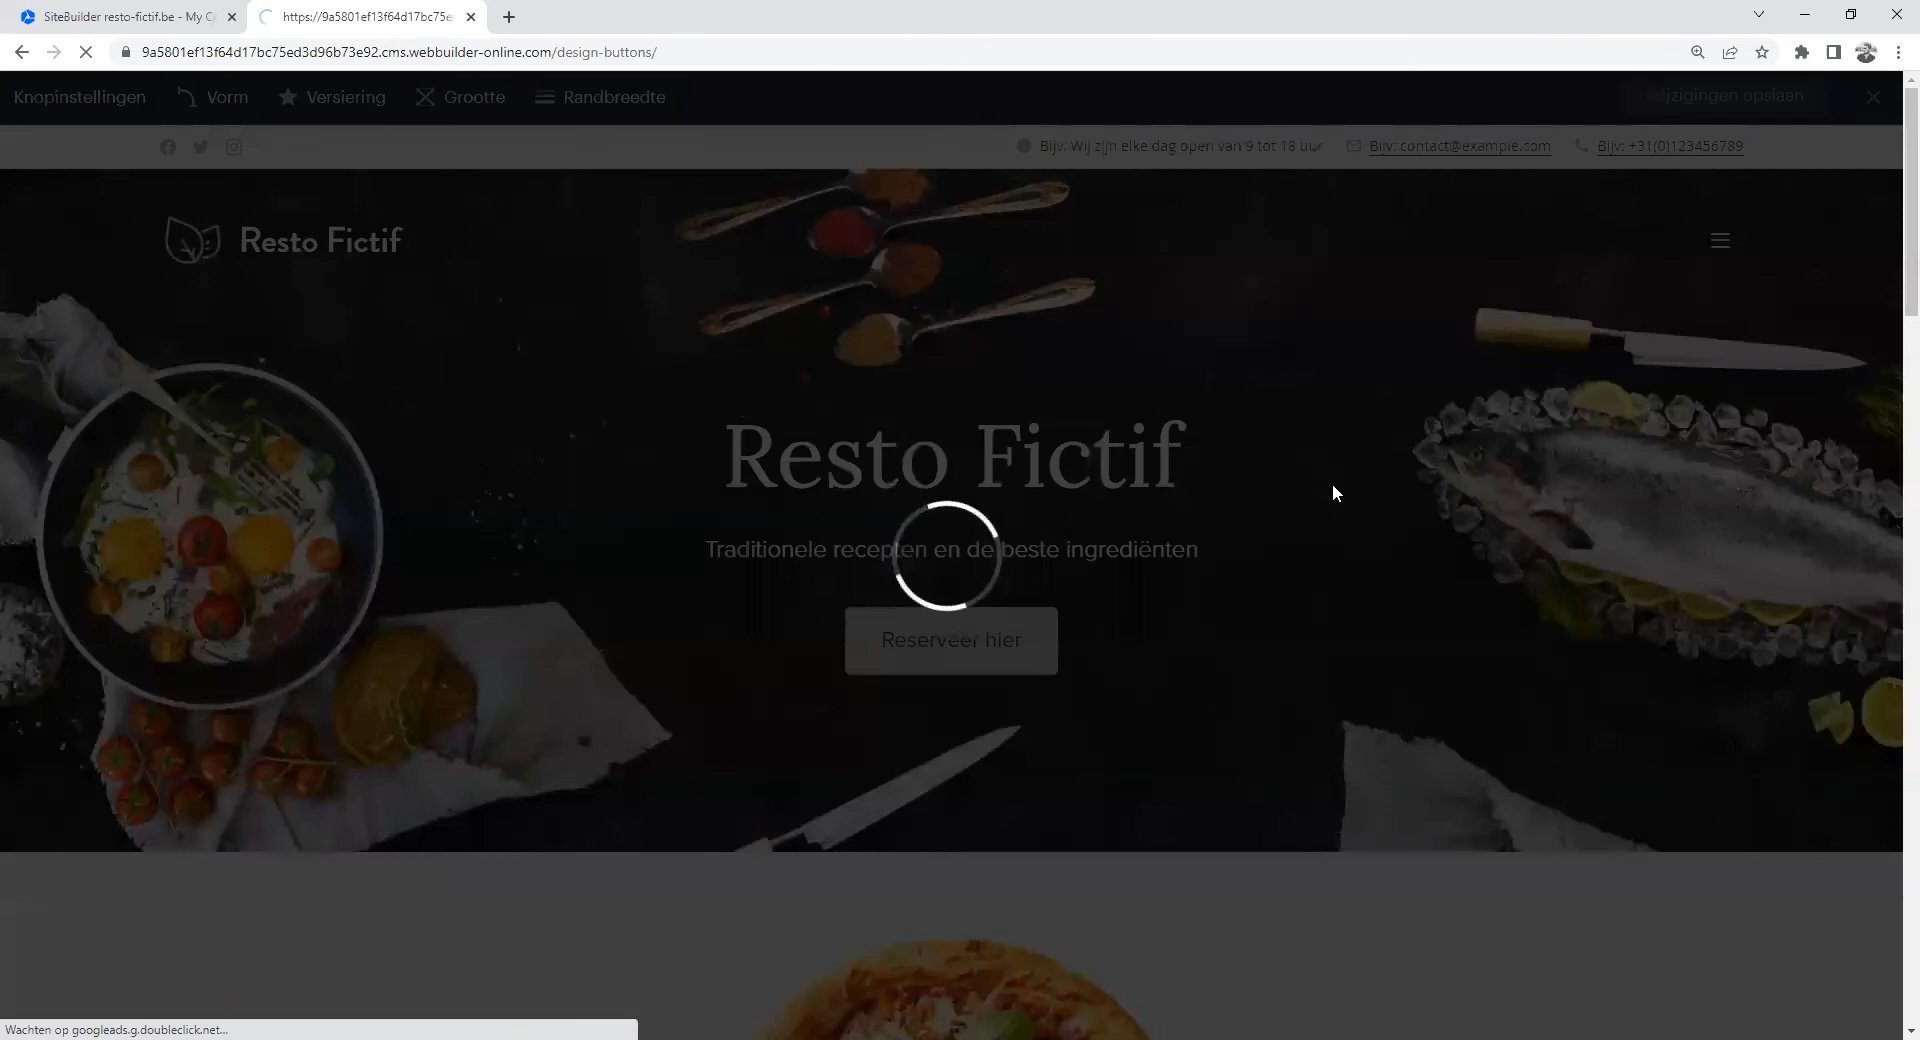 SiteBuilder resto-fictif.be - My C
https://9a5801ef13f64d17bc75e
9a5801ef13f64d17bc75ed3d96b73e92.cms.webbuilder-online.com/design-buttons/
Knopinstellingen Vorm Versiering Grootte Randbreedte opslaan
Bijv: Wij zijn elke dag open van 9 tot 18 uur Bijv: contact@example.com Bijv: +31(0)123456789
Resto Fictif
Resto Fictif
Traditionele recepten en de beste ingrediënten
Reserveer hier
Wachten op googleads.g.doubleclick.net...